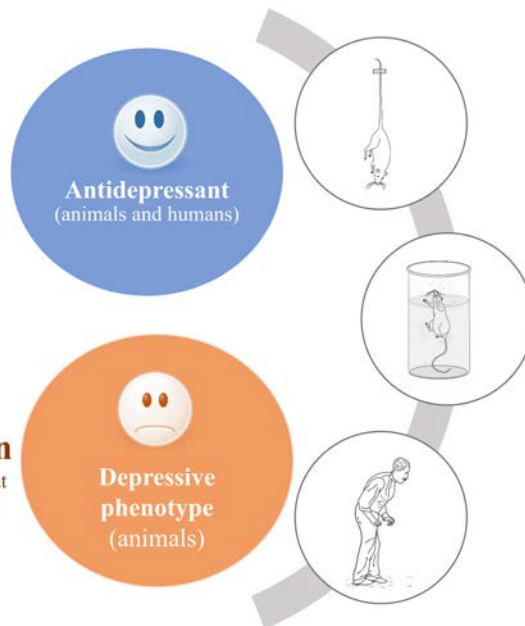 Antidepressant
(animals and humans)
Depressive
phenotype
(animals)